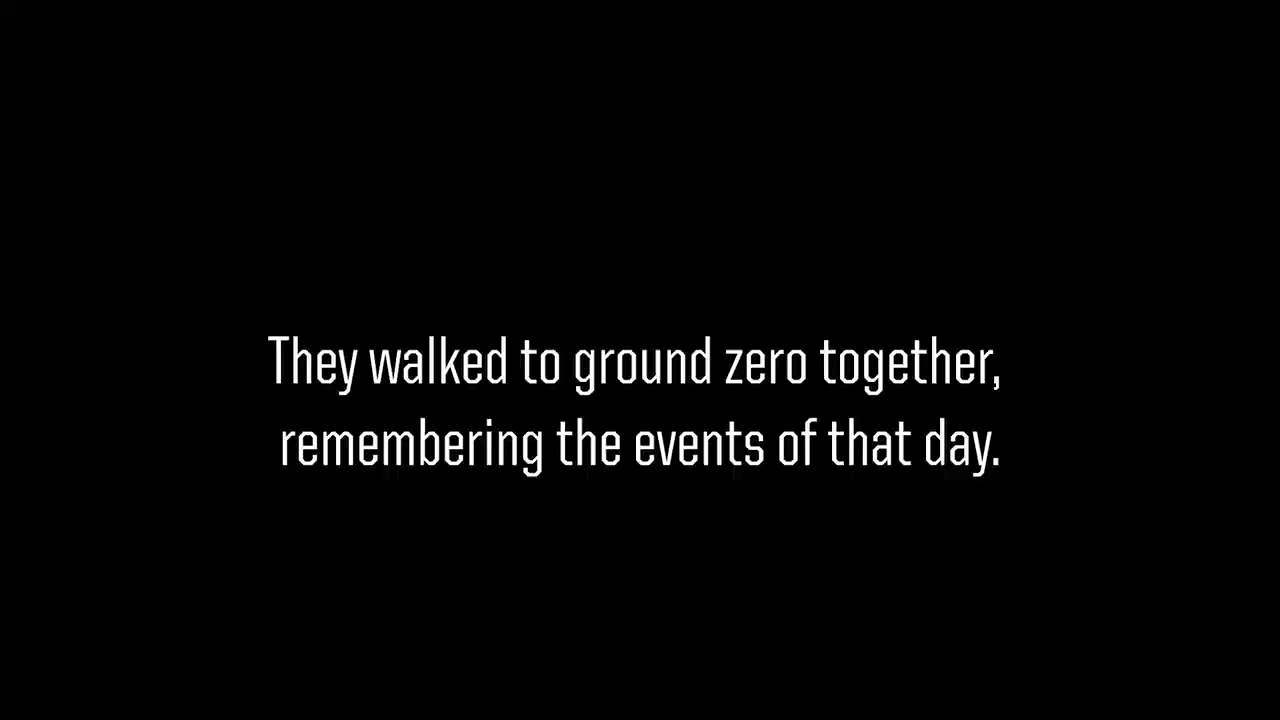 They walked to ground zero together,
remembering the events of that day.